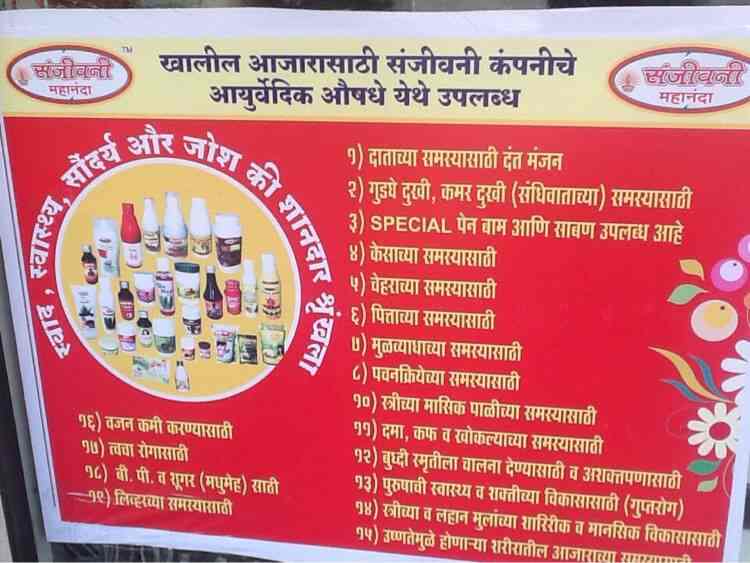 संजीवनी
महानंदा
TM
खालील आजारासाठी संजीवनी कंपनीचे
आयुर्वेदिक औषधे येथे उपलब्ध
संजीवनी
महानंदा
स्वाद, स्वास्थ्य, सौंदर्य और जोश की शानदार श्रृंखला
१) दाताच्या समस्यासाठी दंत मंजन
२) गुडघे दुखी, कमर दुखी (संधिवाताच्या) समस्यासाठी
३) SPECIAL पेन बाम आणि साबण उपलब्ध आहे
४) केसाच्या समस्यासाठी
५) चेहराच्या समस्यासाठी
६) पित्ताच्या समस्यासाठी
७) मुळव्याधाच्या समस्यासाठी
८) पचनक्रियेच्या समस्यासाठी
१०) स्त्रीच्या मासिक पाळीच्या समस्यासाठी
११) दमा, कफ व खोकल्याच्या समस्यासाठी
१२) बुध्दी स्मृतीला चालना देण्यासाठी व अशक्तपणासाठी
१३) पुरुषाची स्वास्थ्य व शक्तीच्या विकासासाठी (गुप्तरोग)
१४) स्त्रीच्या व लहान मुलांच्या शारिरीक व मानसिक विकासासाठी
१५) उष्णतेमुळे होणाऱ्या शरीरातील आजाराच्या समस्यासाठी
१६) वजन कमी करण्यासाठी
१७) त्वचा रोगासाठी
१८) बी. पी. व शूगर (मधुमेह) साठी
१९) लिव्हरच्या समस्यासाठी